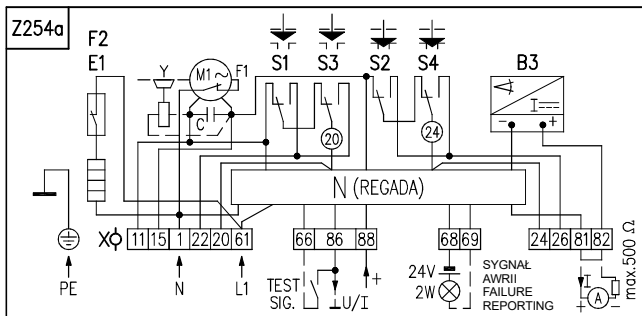 Z254a
F2
E1
Y
M1~
F1
C
S1
S3
S2
S4
B3
I
20
24
- +
N (REGADA)
X
11 15 1 22 20 61
66 86 88
68 69
24 26 81 82
PE
N
L1
TEST
SIG.
U/I
+
24V
2W
SYGNAŁ
AWRII
FAILURE
REPORTING
I
+ A -
max.500 Ω